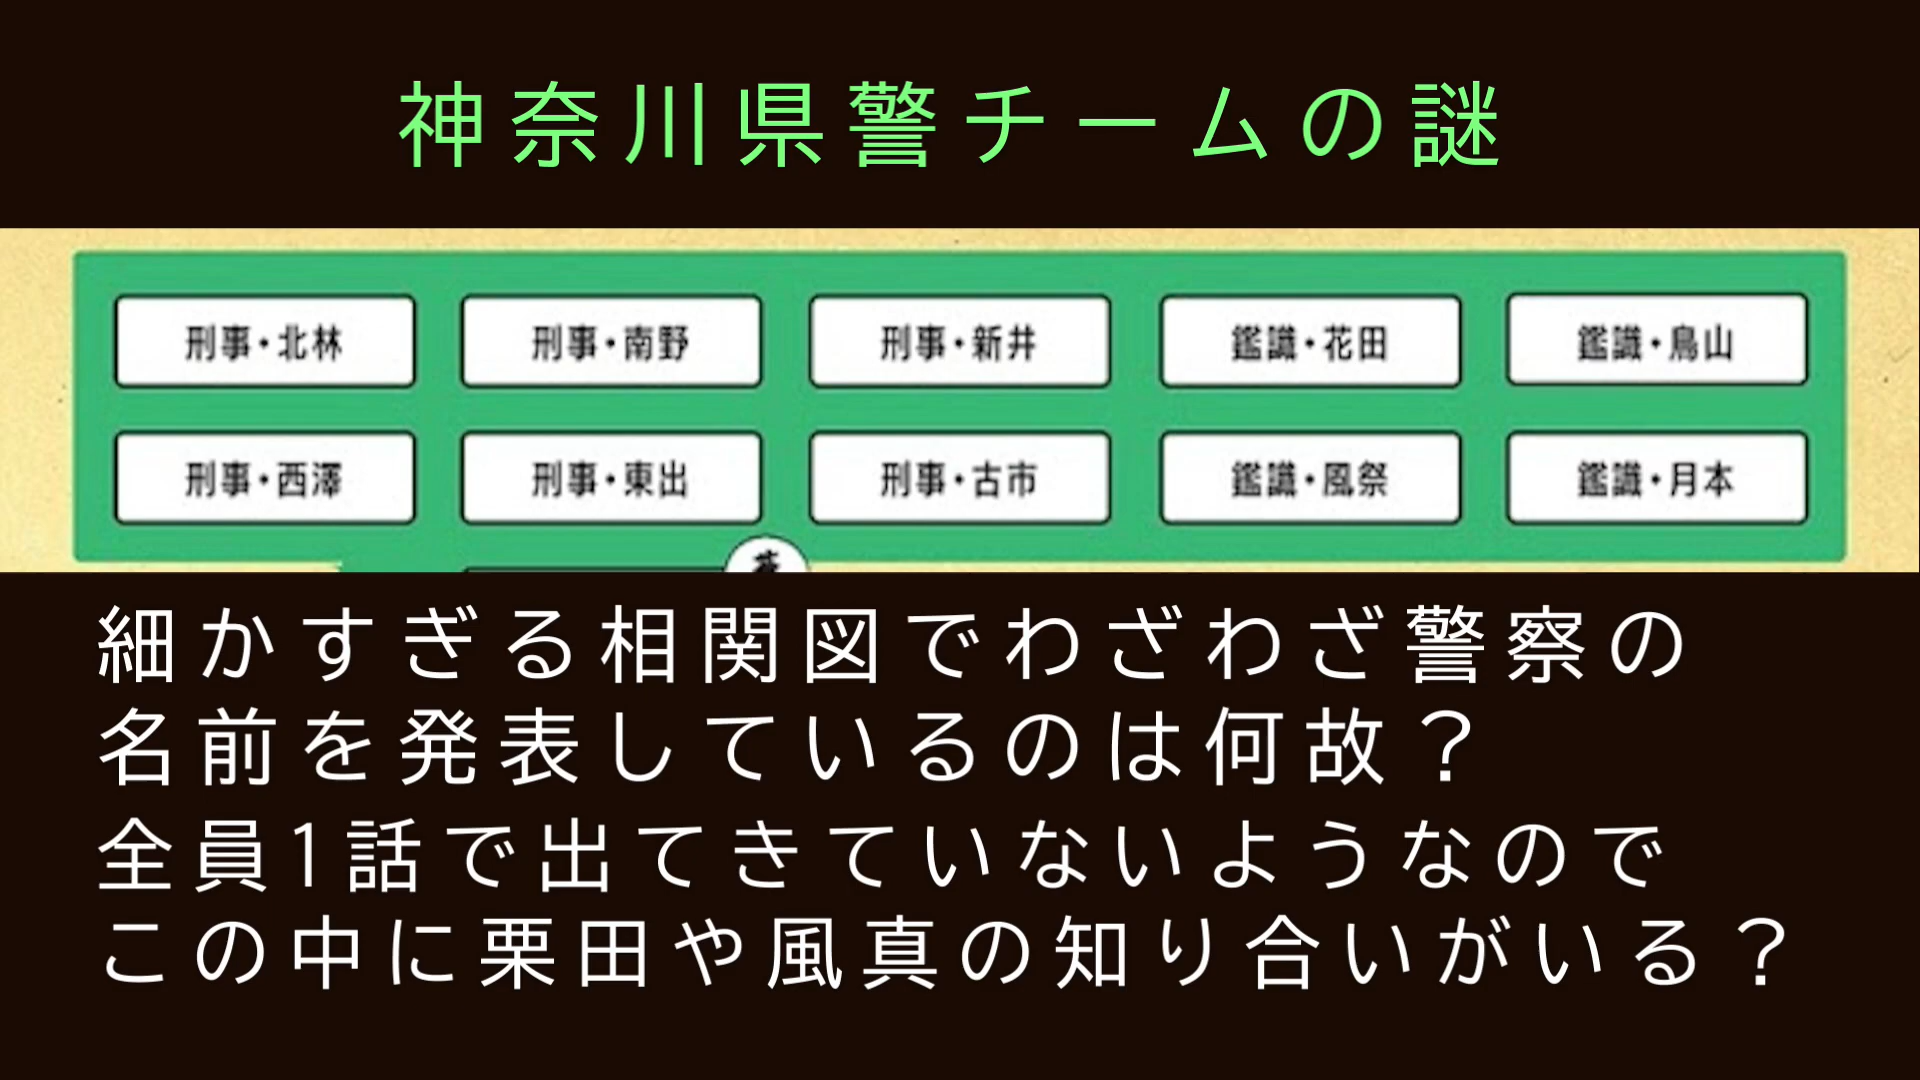 神奈川県警チームの謎
刑事・北林
刑事・南野
刑事・新井
鑑識・花田
鑑識・鳥山
刑事・西澤
刑事・東出
刑事・古市
鑑識・風祭
鑑識・月本
細かすぎる相関図でわざわざ警察の
名前を発表しているのは何故？
全員1話で出てきていないようなので
この中に栗田や風真の知り合いがいる？